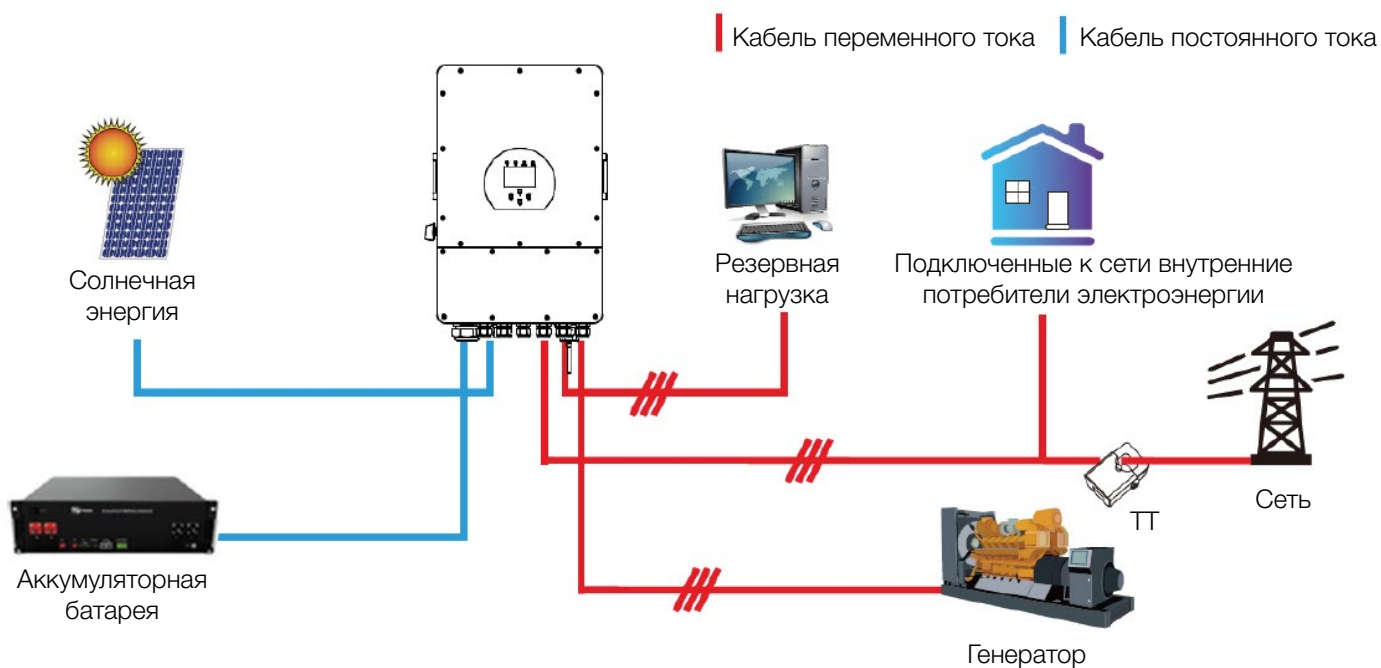 Кабель переменного тока
Кабель постоянного тока
Солнечная
энергия
Резервная
нагрузка
Подключенные к сети внутренние
потребители электроэнергии
Аккумуляторная
батарея
ТТ
Сеть
Генератор